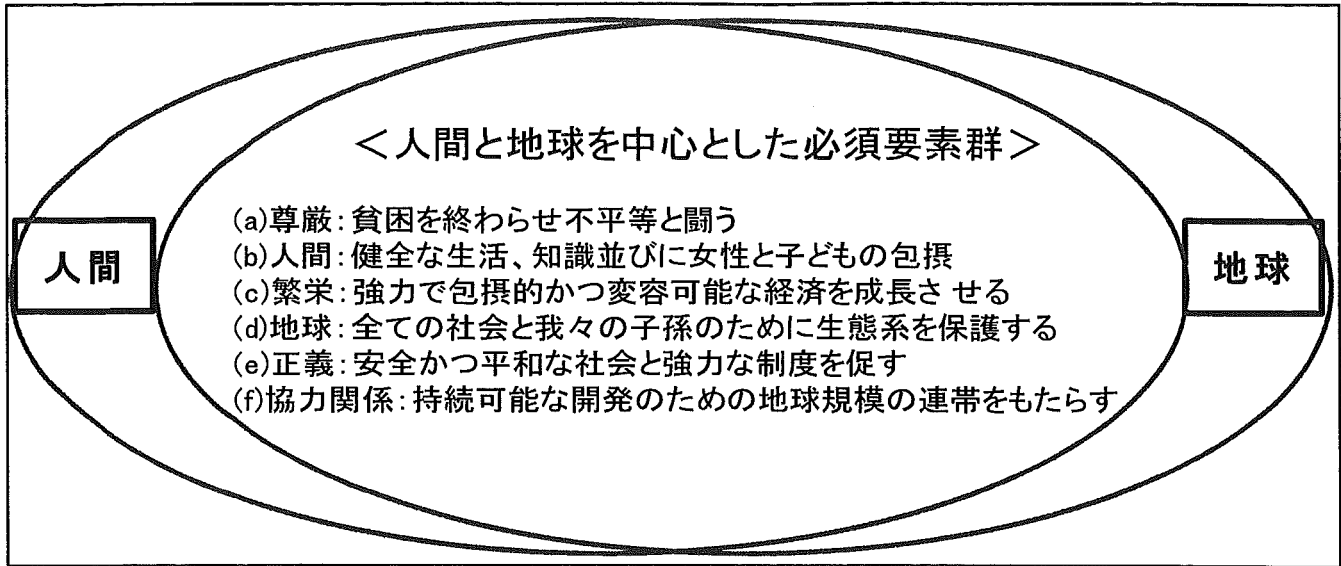 ＜人間と地球を中心とした必須要素群＞
(a)尊厳：貧困を終わらせ不平等と闘う
(b)人間：健全な生活、知識並びに女性と子どもの包摂
(c)繁栄：強力で包摂的かつ変容可能な経済を成長させる
(d)地球：全ての社会と我々の子孫のために生態系を保護する
(e)正義：安全かつ平和な社会と強力な制度を促す
(f)協力関係：持続可能な開発のための地球規模の連帯をもたらす
人間
地球